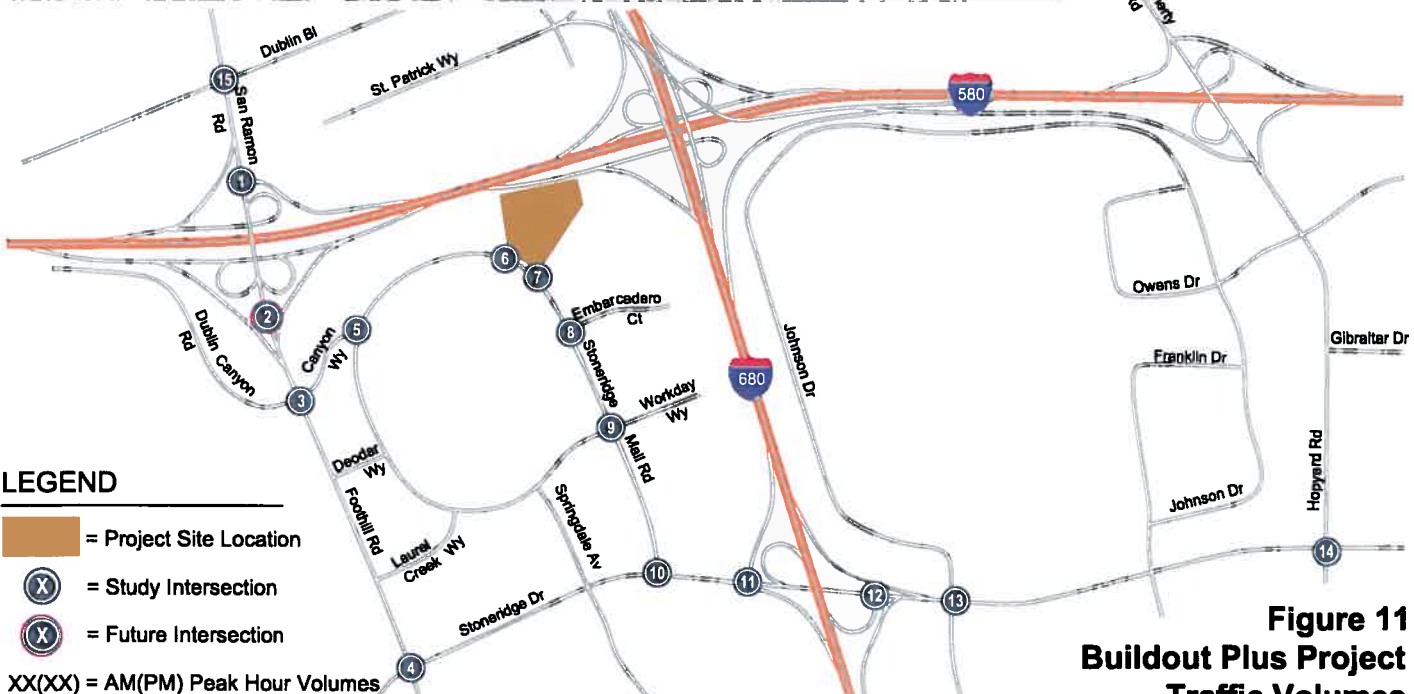 Dublin Bl
St. Patrick Wy
erty
Rd
15
San Ramon
Rd
580
1
6
7
Owens Dr
2
5
Embarcadero
Ct
8
Dublin Canyon
Rd
Canyon
Wy
Stoneridge
Johnson Dr
Gibraltar Dr
Franklin Dr
680
3
Workday
Wy
9
Mall Rd
Deodar
Wy
Hopyard Rd
LEGEND
Foothill Rd
Springdale Av
Johnson Dr
= Project Site Location
Laurel
Creek Wy
14
X = Study Intersection
10
11
12
13
X = Future Intersection
Stoneridge Dr
4
XX(XX) = AM(PM) Peak Hour Volumes
Figure 11
Buildout Plus Project
Traffic Volumes